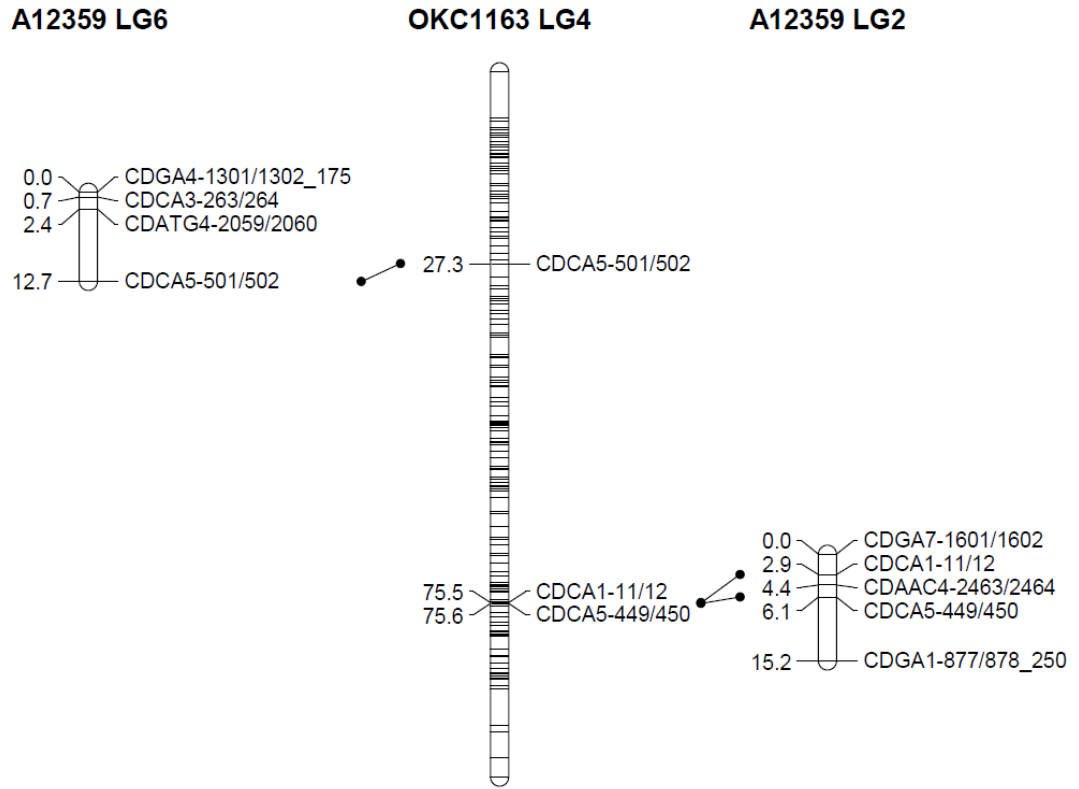 A12359 LG6
OKC1163 LG4
A12359 LG2
0.0 CDGA4-1301/1302_175
0.7 CDCA3-263/264
2.4 CDATG4-2059/2060
12.7 CDCA5-501/502
27.3 CDCA5-501/502
75.5 CDCA1-11/12
75.6 CDCA5-449/450
0.0 CDGA7-1601/1602
2.9 CDCA1-11/12
4.4 CDAAC4-2463/2464
6.1 CDCA5-449/450
15.2 CDGA1-877/878_250